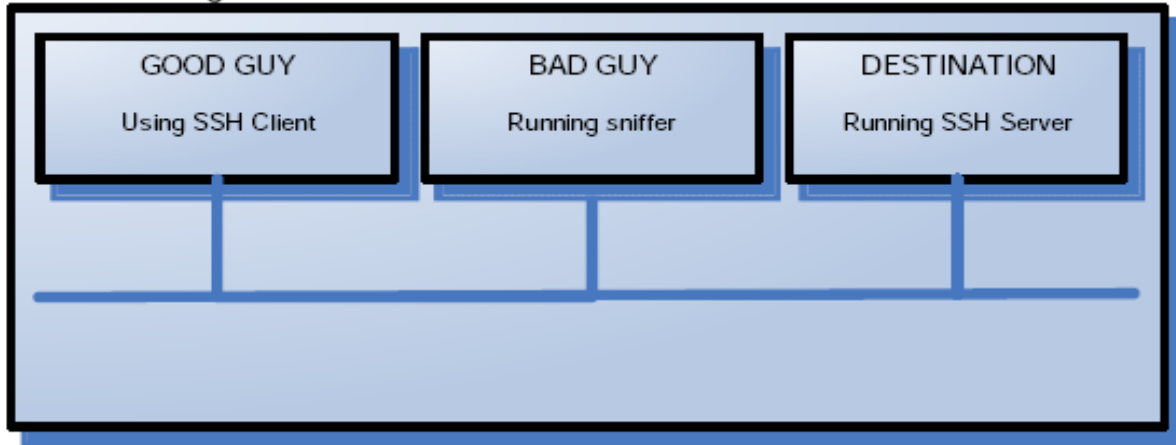 GOOD GUY
Using SSH Client
BAD GUY
Running sniffer
DESTINATION
Running SSH Server